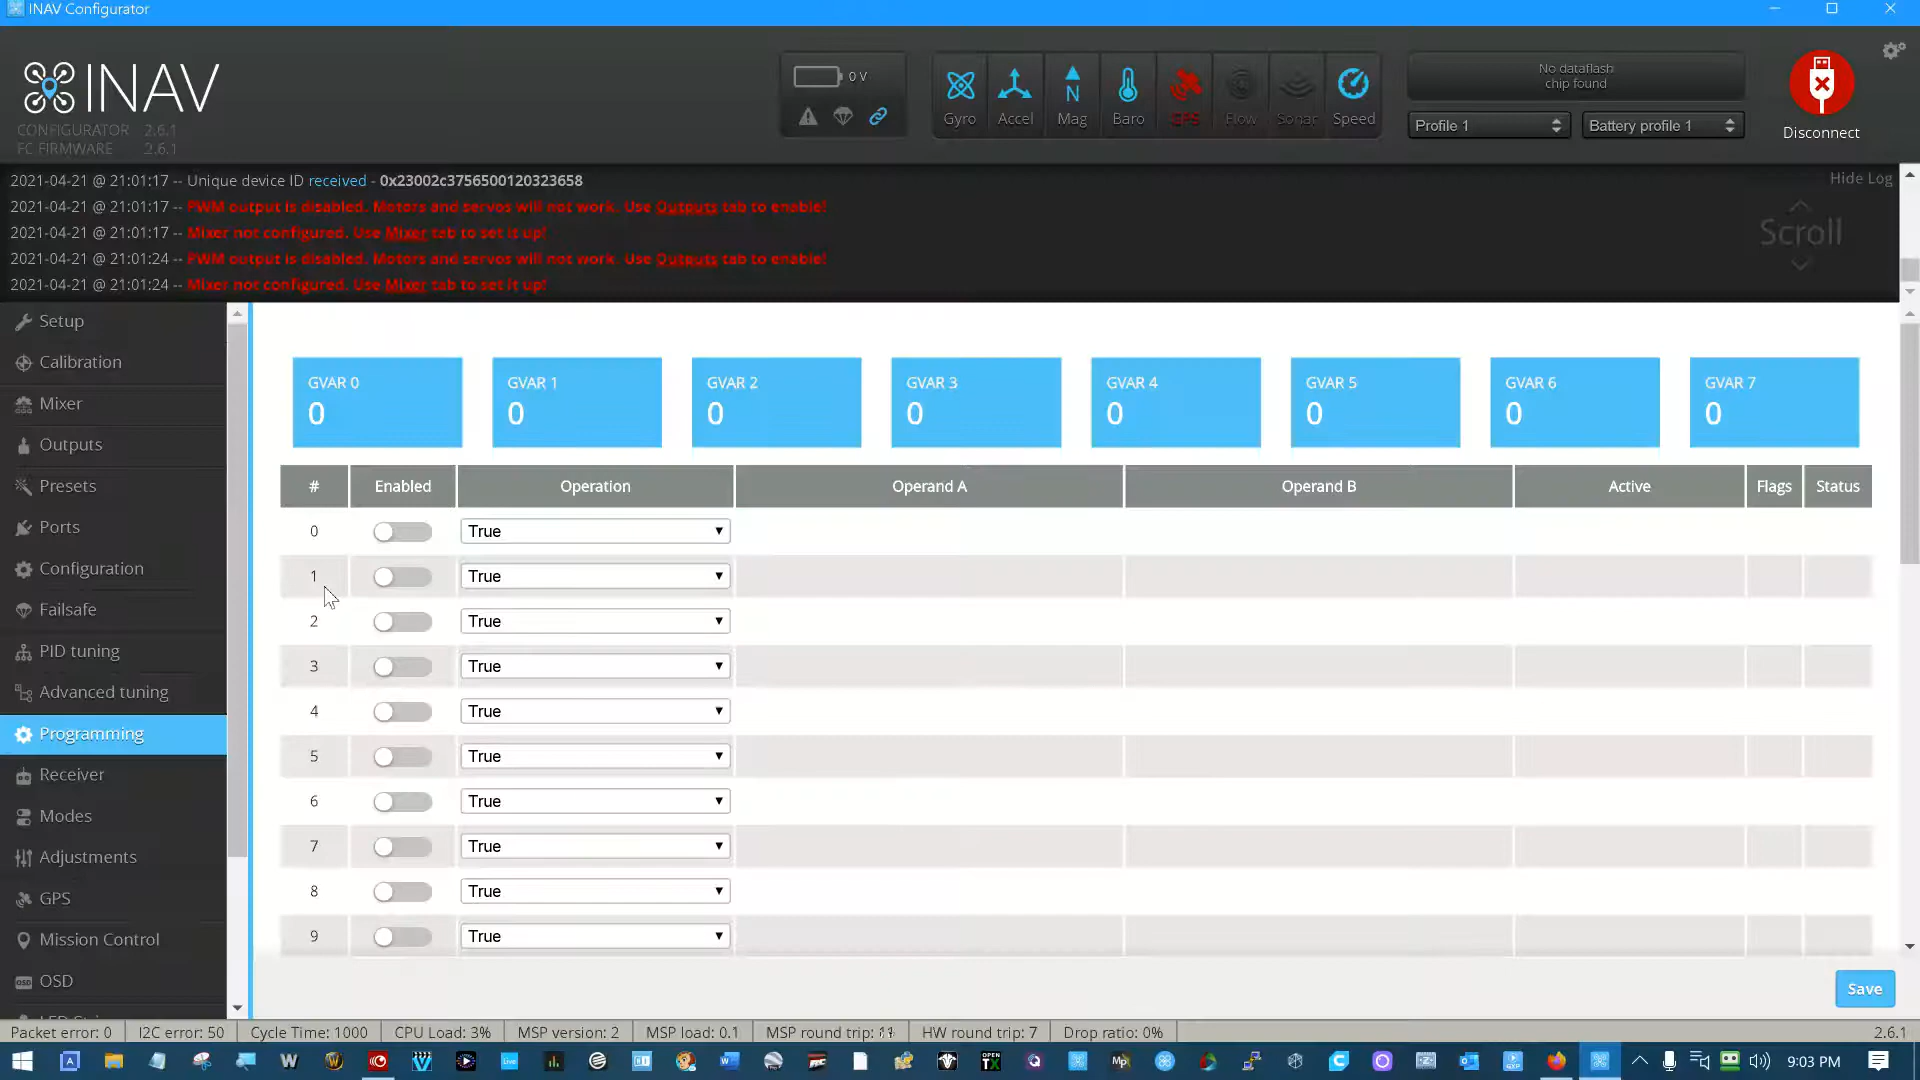 INAV Configurator
INAV
CONFIGURATOR 2.6.1
FC FIRMWARE 2.6.1
0 V
Gyro
Accel
N
Mag
Baro
GPS
Flow
Sonar
Speed
No dataflash
chip found
Profile 1
Battery profile 1
Disconnect
2021-04-21 @ 21:01:17 -- Unique device ID received - 0x23002c3756500120323658
2021-04-21 @ 21:01:17 -- PWM output is disabled. Motors and servos will not work. Use Outputs tab to enable!
2021-04-21 @ 21:01:17 -- Mixer not configured. Use Mixer tab to set it up!
2021-04-21 @ 21:01:24 -- PWM output is disabled. Motors and servos will not work. Use Outputs tab to enable!
2021-04-21 @ 21:01:24 -- Mixer not configured. Use Mixer tab to set it up!
Hide Log
Scroll
Setup
Calibration
Mixer
Outputs
Presets
Ports
Configuration
Failsafe
PID tuning
Advanced tuning
Programming
Receiver
Modes
Adjustments
GPS
Mission Control
OSD
GVAR 0
0
GVAR 1
0
GVAR 2
0
GVAR 3
0
GVAR 4
0
GVAR 5
0
GVAR 6
0
GVAR 7
0
# Enabled Operation Operand A Operand B Active Flags Status
0 True
1 True
2 True
3 True
4 True
5 True
6 True
7 True
8 True
9 True
Save
Packet error: 0 I2C error: 50 Cycle Time: 1000 CPU Load: 3% MSP version: 2 MSP load: 0.1 MSP round trip: HW round trip: 7 Drop ratio: 0% 2.6.1
9:03 PM